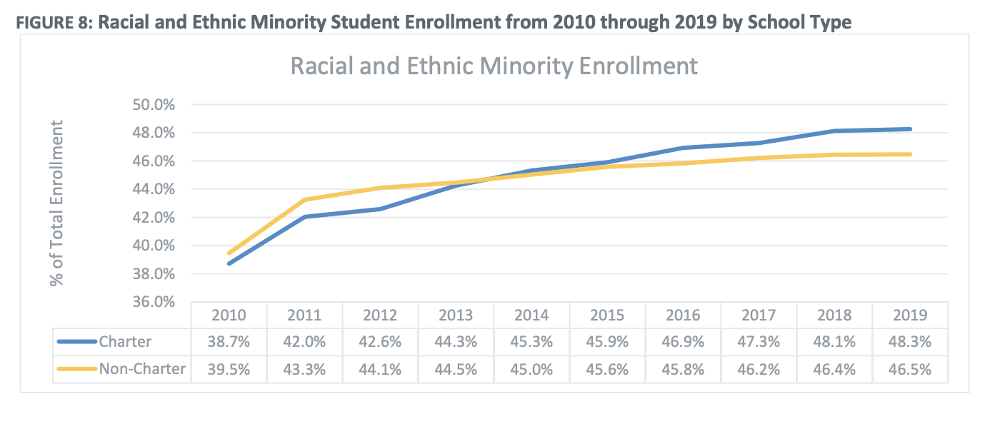 FIGURE 8: Racial and Ethnic Minority Student Enrollment from 2010 through 2019 by School Type
Racial and Ethnic Minority Enrollment
% of Total Enrollment
50.0%
48.0%
46.0%
44.0%
42.0%
40.0%
38.0%
36.0%
2010 2011 2012 2013 2014 2015 2016 2017 2018 2019
Charter 38.7% 42.0% 42.6% 44.3% 45.3% 45.9% 46.9% 47.3% 48.1% 48.3%
Non-Charter 39.5% 43.3% 44.1% 44.5% 45.0% 45.6% 45.8% 46.2% 46.4% 46.5%